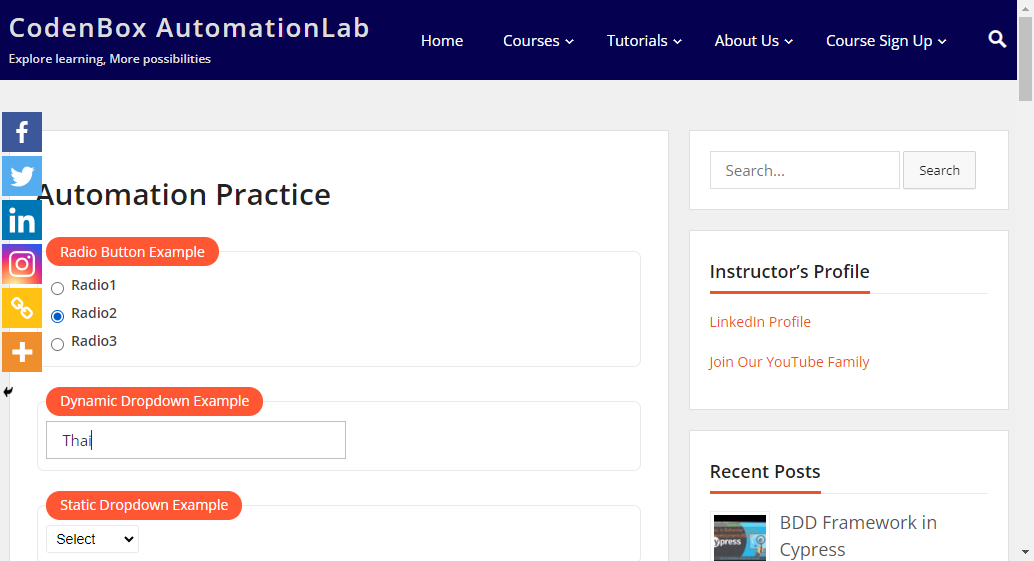 CodenBox AutomationLab
Explore learning, More possibilities
Home
Courses
Tutorials
About Us
Course Sign Up
Automation Practice
Radio Button Example
Radio1
Radio2
Radio3
Dynamic Dropdown Example
Thai
Static Dropdown Example
Select
Search...
Search
Instructor’s Profile
LinkedIn Profile
Join Our YouTube Family
Recent Posts
BDD Framework in
Cypress